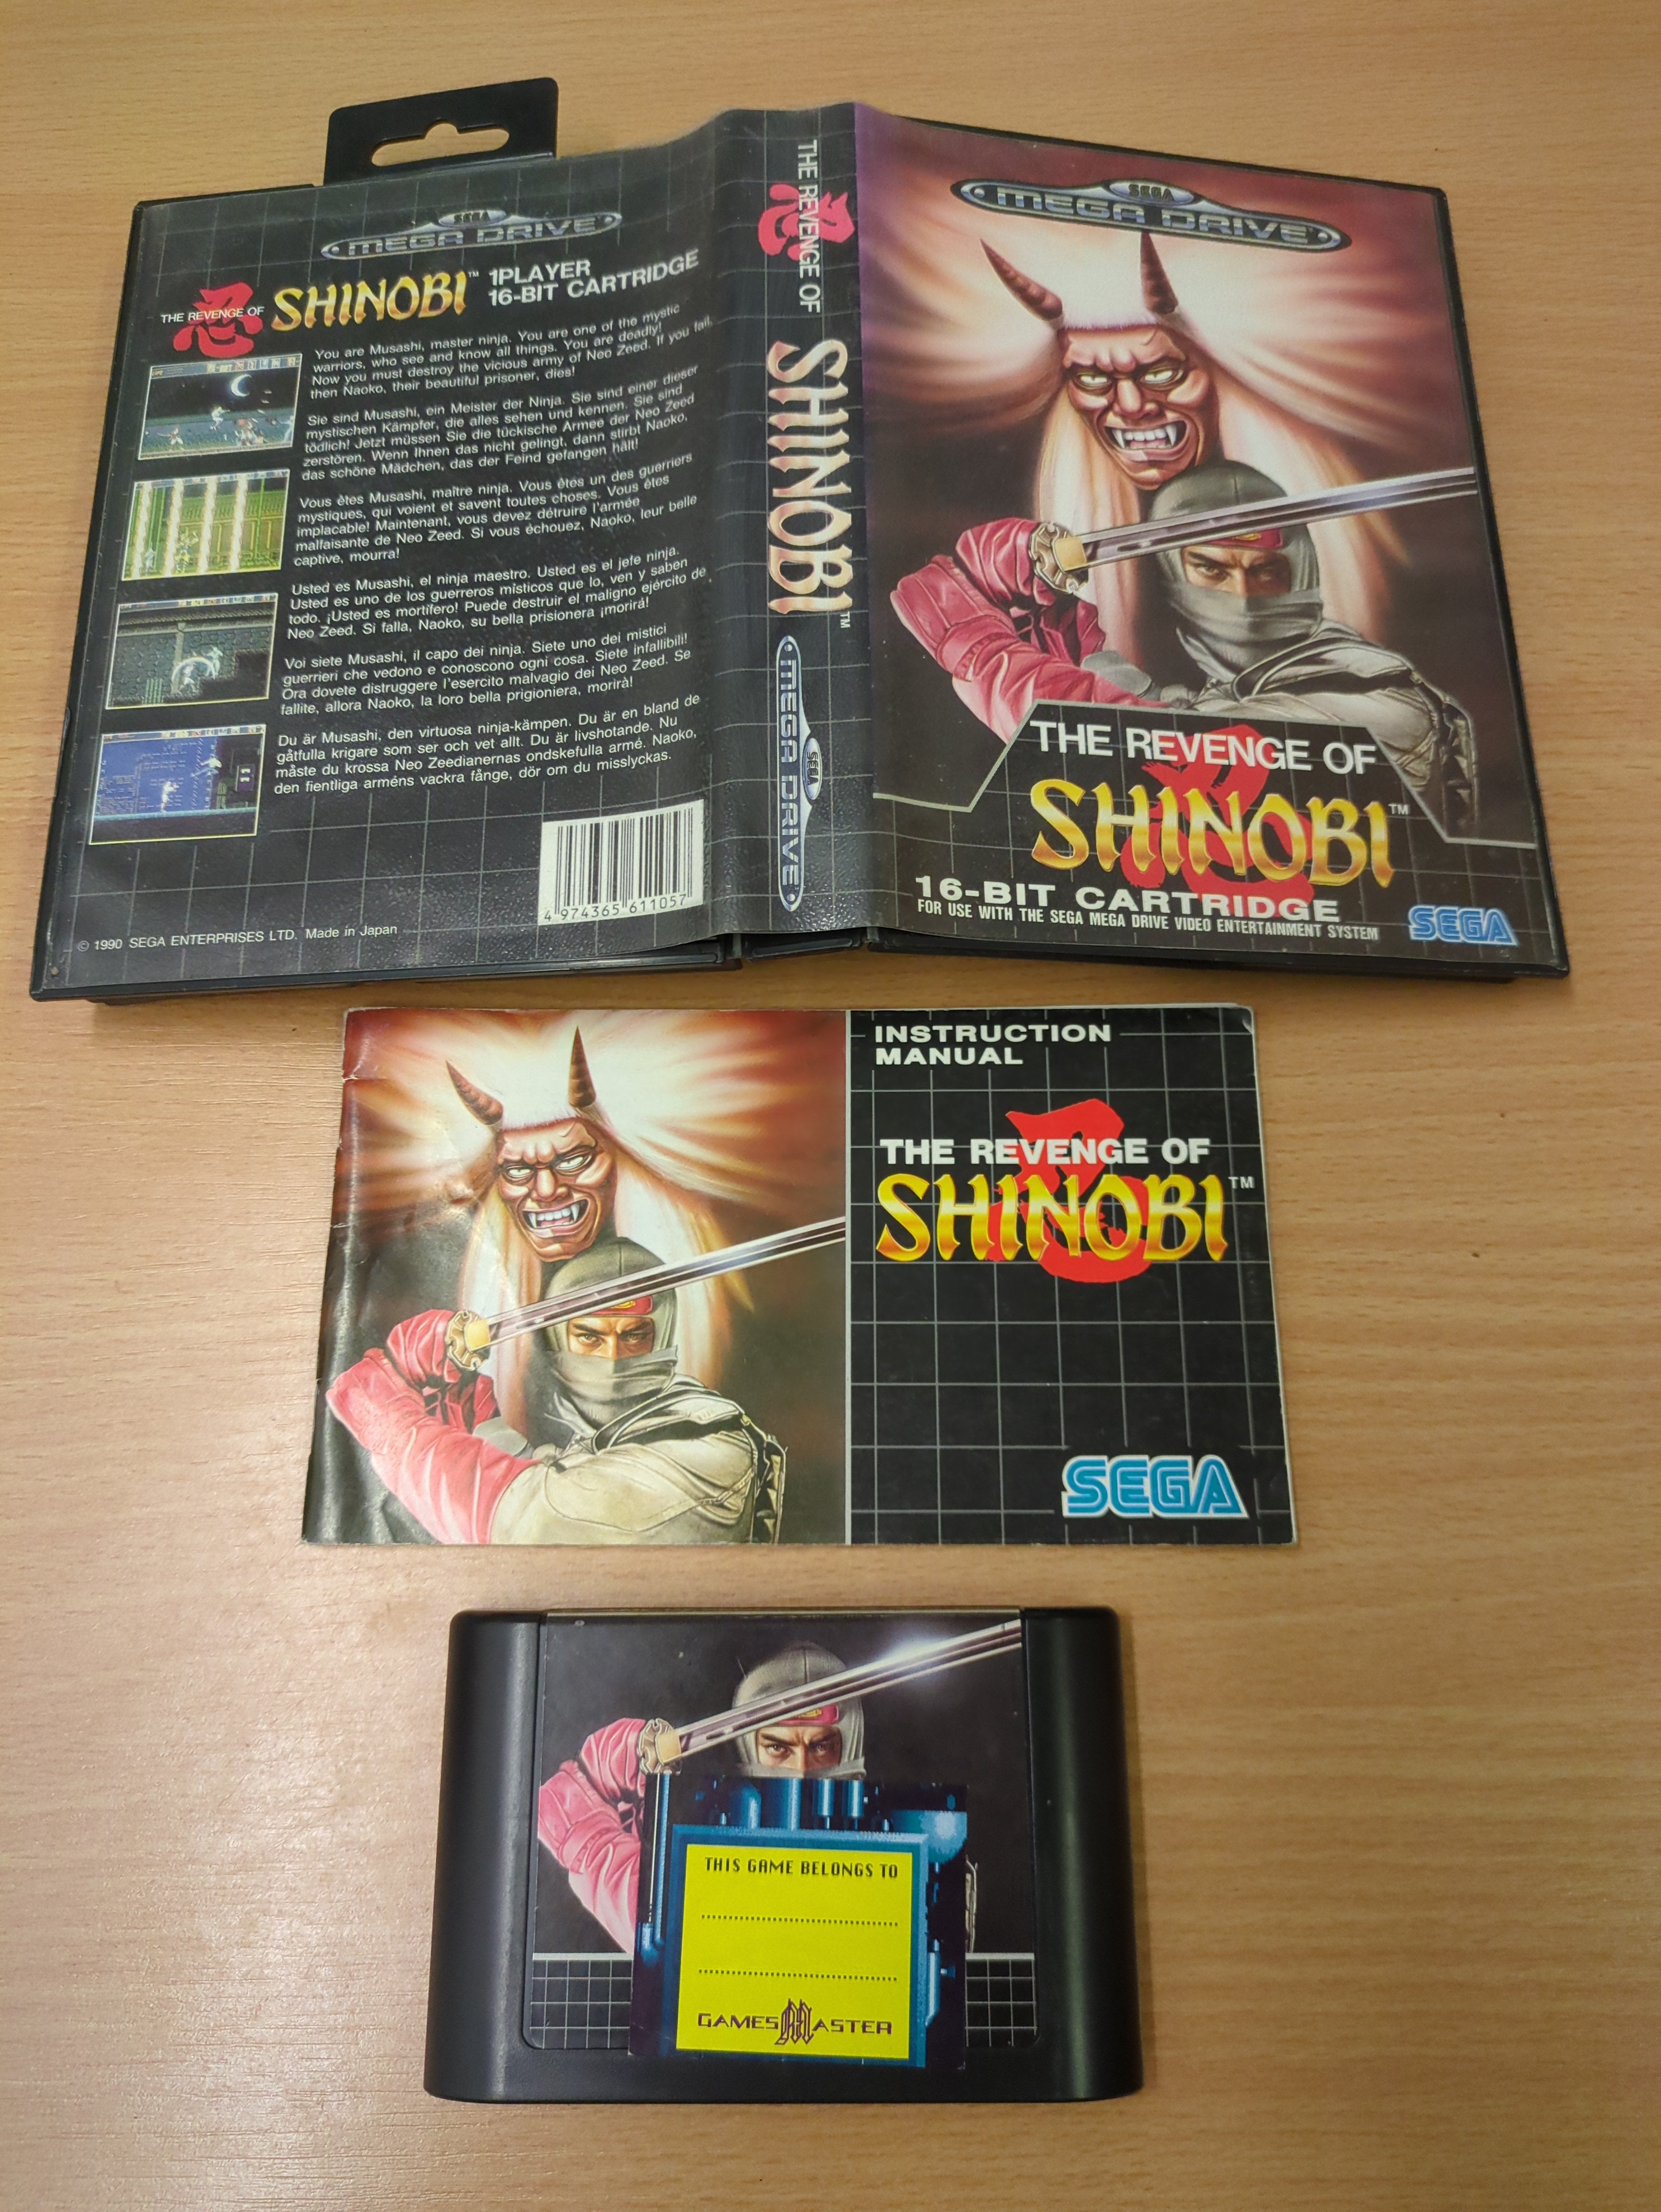 SEGA
MEGA DRIVE
THE REVENGE OF
SHINOBI™
1PLAYER
16-BIT CARTRIDGE
You are Musashi, master ninja. You are one of the mystic
warriors, who see and know all things. You are deadly!
Now you must destroy the vicious army of Neo Zeed. If you fail,
then Naoko, their beautiful prisoner, dies!
Sie sind Musashi, ein Meister der Ninja. Sie sind einer dieser
mystischen Kämpfer, die alles sehen und kennen. Sie sind
tödlich! Jetzt müssen Sie die tückische Armee der Neo Zeed
zerstören. Wenn Ihnen das nicht gelingt, dann stirbt Naoko,
das schöne Mädchen, das der Feind gefangen hält!
Vous êtes Musashi, maître ninja. Vous êtes un des guerriers
mystiques, qui voient et savent toutes choses. Vous êtes
implacable! Maintenant, vous devez détruire l'armée
malfaisante de Neo Zeed. Si vous échouez, Naoko, leur belle
captive, mourra!
Usted es Musashi, el ninja maestro. Usted es el jefe ninja.
Usted es uno de los guerreros místicos que lo, ven y saben
todo. ¡Usted es mortífero! Puede destruir el maligno ejército de
Neo Zeed. Si falla, Naoko, su bella prisionera ¡morirá!
Voi siete Musashi, il capo dei ninja. Siete uno dei mistici
guerrieri che vedono e conoscono ogni cosa. Siete infallibili!
Ora dovete distruggere l'esercito malvagio dei Neo Zeed. Se
fallite, allora Naoko, la loro bella prigioniera, morirà!
Du är Musashi, den virtuosa ninja-kämpen. Du är en bland de
gåtfulla krigare som ser och vet allt. Du är livshotande. Nu
måste du krossa Neo Zeedianernas ondskefulla armé. Naoko,
den fientliga arméns vackra fånge, dör om du misslyckas.
4 974365 611057
© 1990 SEGA ENTERPRISES LTD. Made in Japan
忍
THE REVENGE OF
SHINOBI™
SEGA
MEGA DRIVE
SEGA
MEGA DRIVE
忍
THE REVENGE OF
SHINOBI™
16-BIT CARTRIDGE
FOR USE WITH THE SEGA MEGA DRIVE VIDEO ENTERTAINMENT SYSTEM
SEGA
INSTRUCTION
MANUAL
忍
THE REVENGE OF
SHINOBI™
SEGA
THIS GAME BELONGS TO
GAMESMASTER